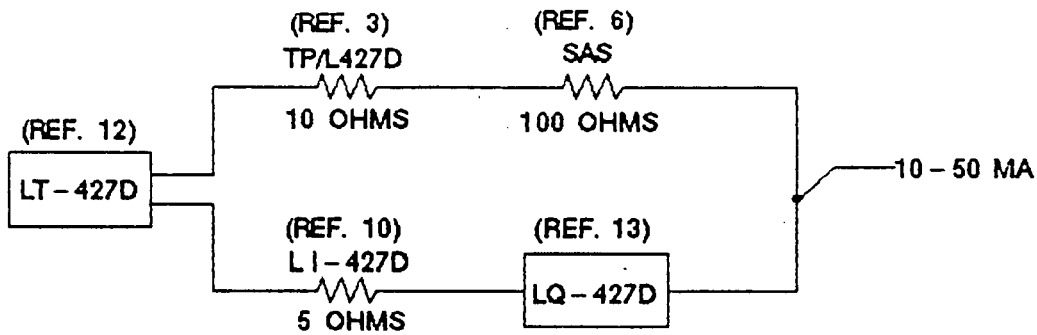 (REF. 3)
TP/L427D
10 OHMS
(REF. 6)
SAS
100 OHMS
(REF. 12)
LT-427D
10-50 MA
(REF. 10)
LI-427D
5 OHMS
(REF. 13)
LQ-427D